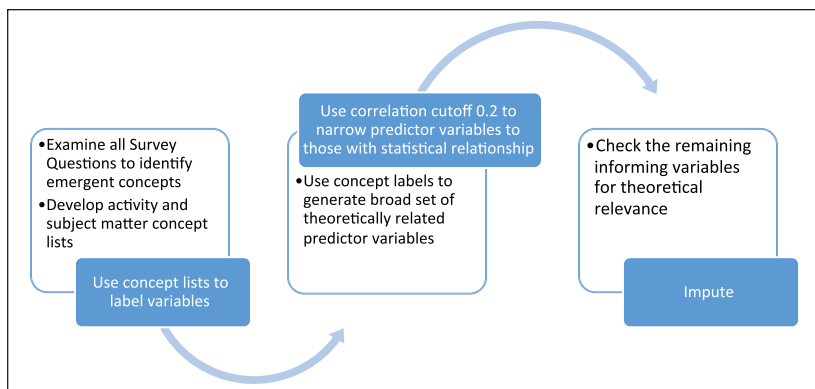 •Examine all Survey
Questions to identify
emergent concepts
•Develop activity and
subject matter concept
lists
Use concept lists to
label variables
Use correlation cutoff 0.2 to
narrow predictor variables to
those with statistical relationship
•Use concept labels to
generate broad set of
theoretically related
predictor variables
•Check the remaining
informing variables
for theoretical
relevance
Impute